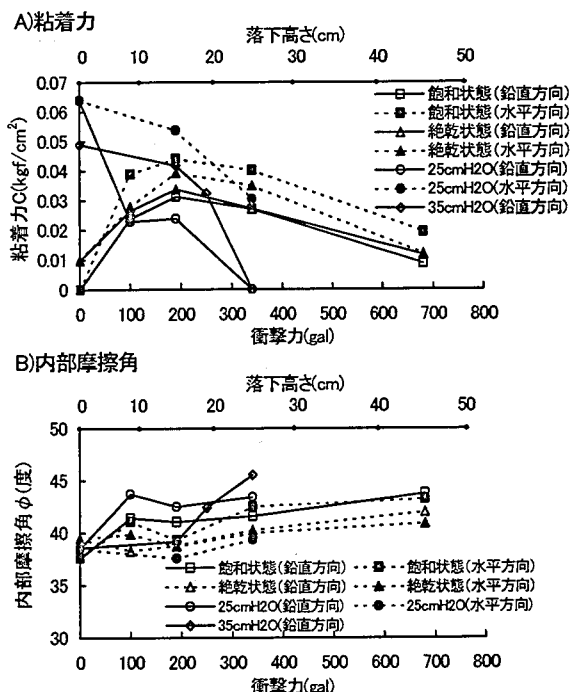 A)粘着力
落下高さ(cm)
0 10 20 30 40 50
0.07
0.06
0.05
0.04
0.03
0.02
0.01
0
粘着力C(kgf/cm2)
飽和状態(鉛直方向)
飽和状態(水平方向)
絶乾状態(鉛直方向)
絶乾状態(水平方向)
25cmH2O(鉛直方向)
25cmH2O(水平方向)
35cmH2O(鉛直方向)
0 100 200 300 400 500 600 700 800
衝撃力(gal)
B)内部摩擦角
落下高さ(cm)
0 10 20 30 40 50
50
45
40
35
30
内部摩擦角φ(度)
飽和状態(鉛直方向) 飽和状態(水平方向)
絶乾状態(鉛直方向) 絶乾状態(水平方向)
25cmH2O(鉛直方向) 25cmH2O(水平方向)
35cmH2O(鉛直方向)
0 100 200 300 400 500 600 700 800
衝撃力(gal)